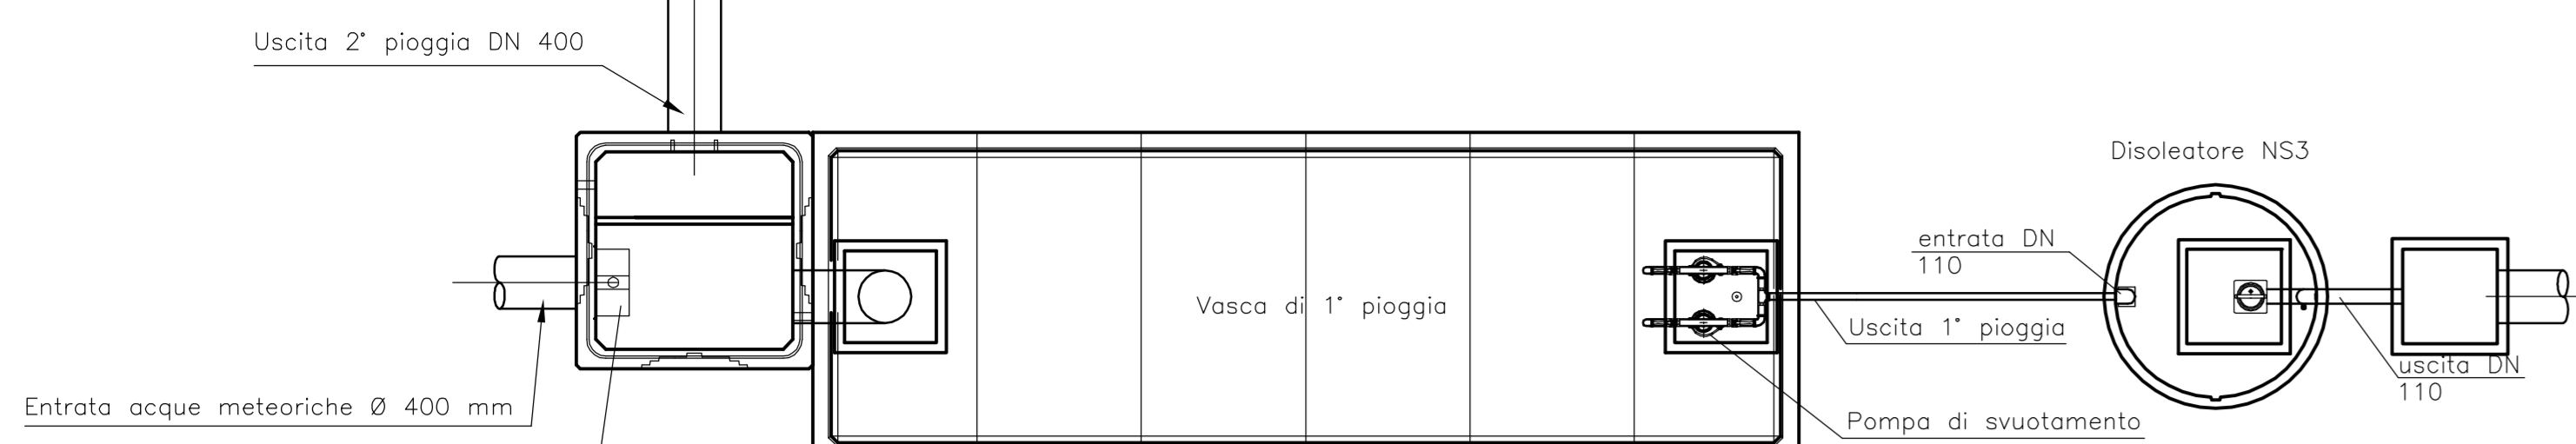 Uscita 2° pioggia DN 400
Disoleatore NS3
entrata DN
110
Vasca di 1° pioggia
Uscita 1° pioggia
uscita DN
110
Entrata acque meteoriche Ø 400 mm
Pompa di svuotamento